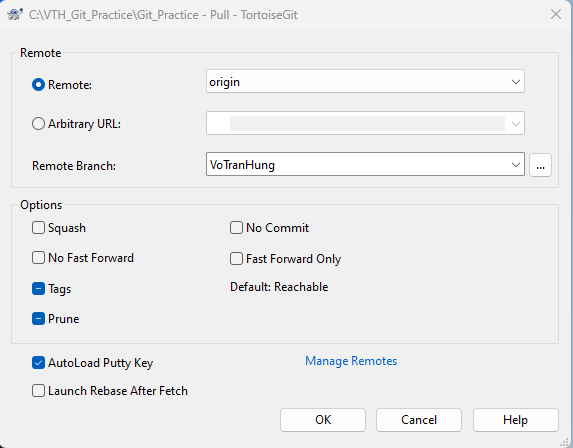 C:\VTH_Git_Practice\Git_Practice - Pull - TortoiseGit
Remote
Remote:
origin
Arbitrary URL:
Remote Branch:
VoTranHung
...
Options
Squash
No Commit
No Fast Forward
Fast Forward Only
Tags
Default: Reachable
Prune
AutoLoad Putty Key
Manage Remotes
Launch Rebase After Fetch
OK
Cancel
Help